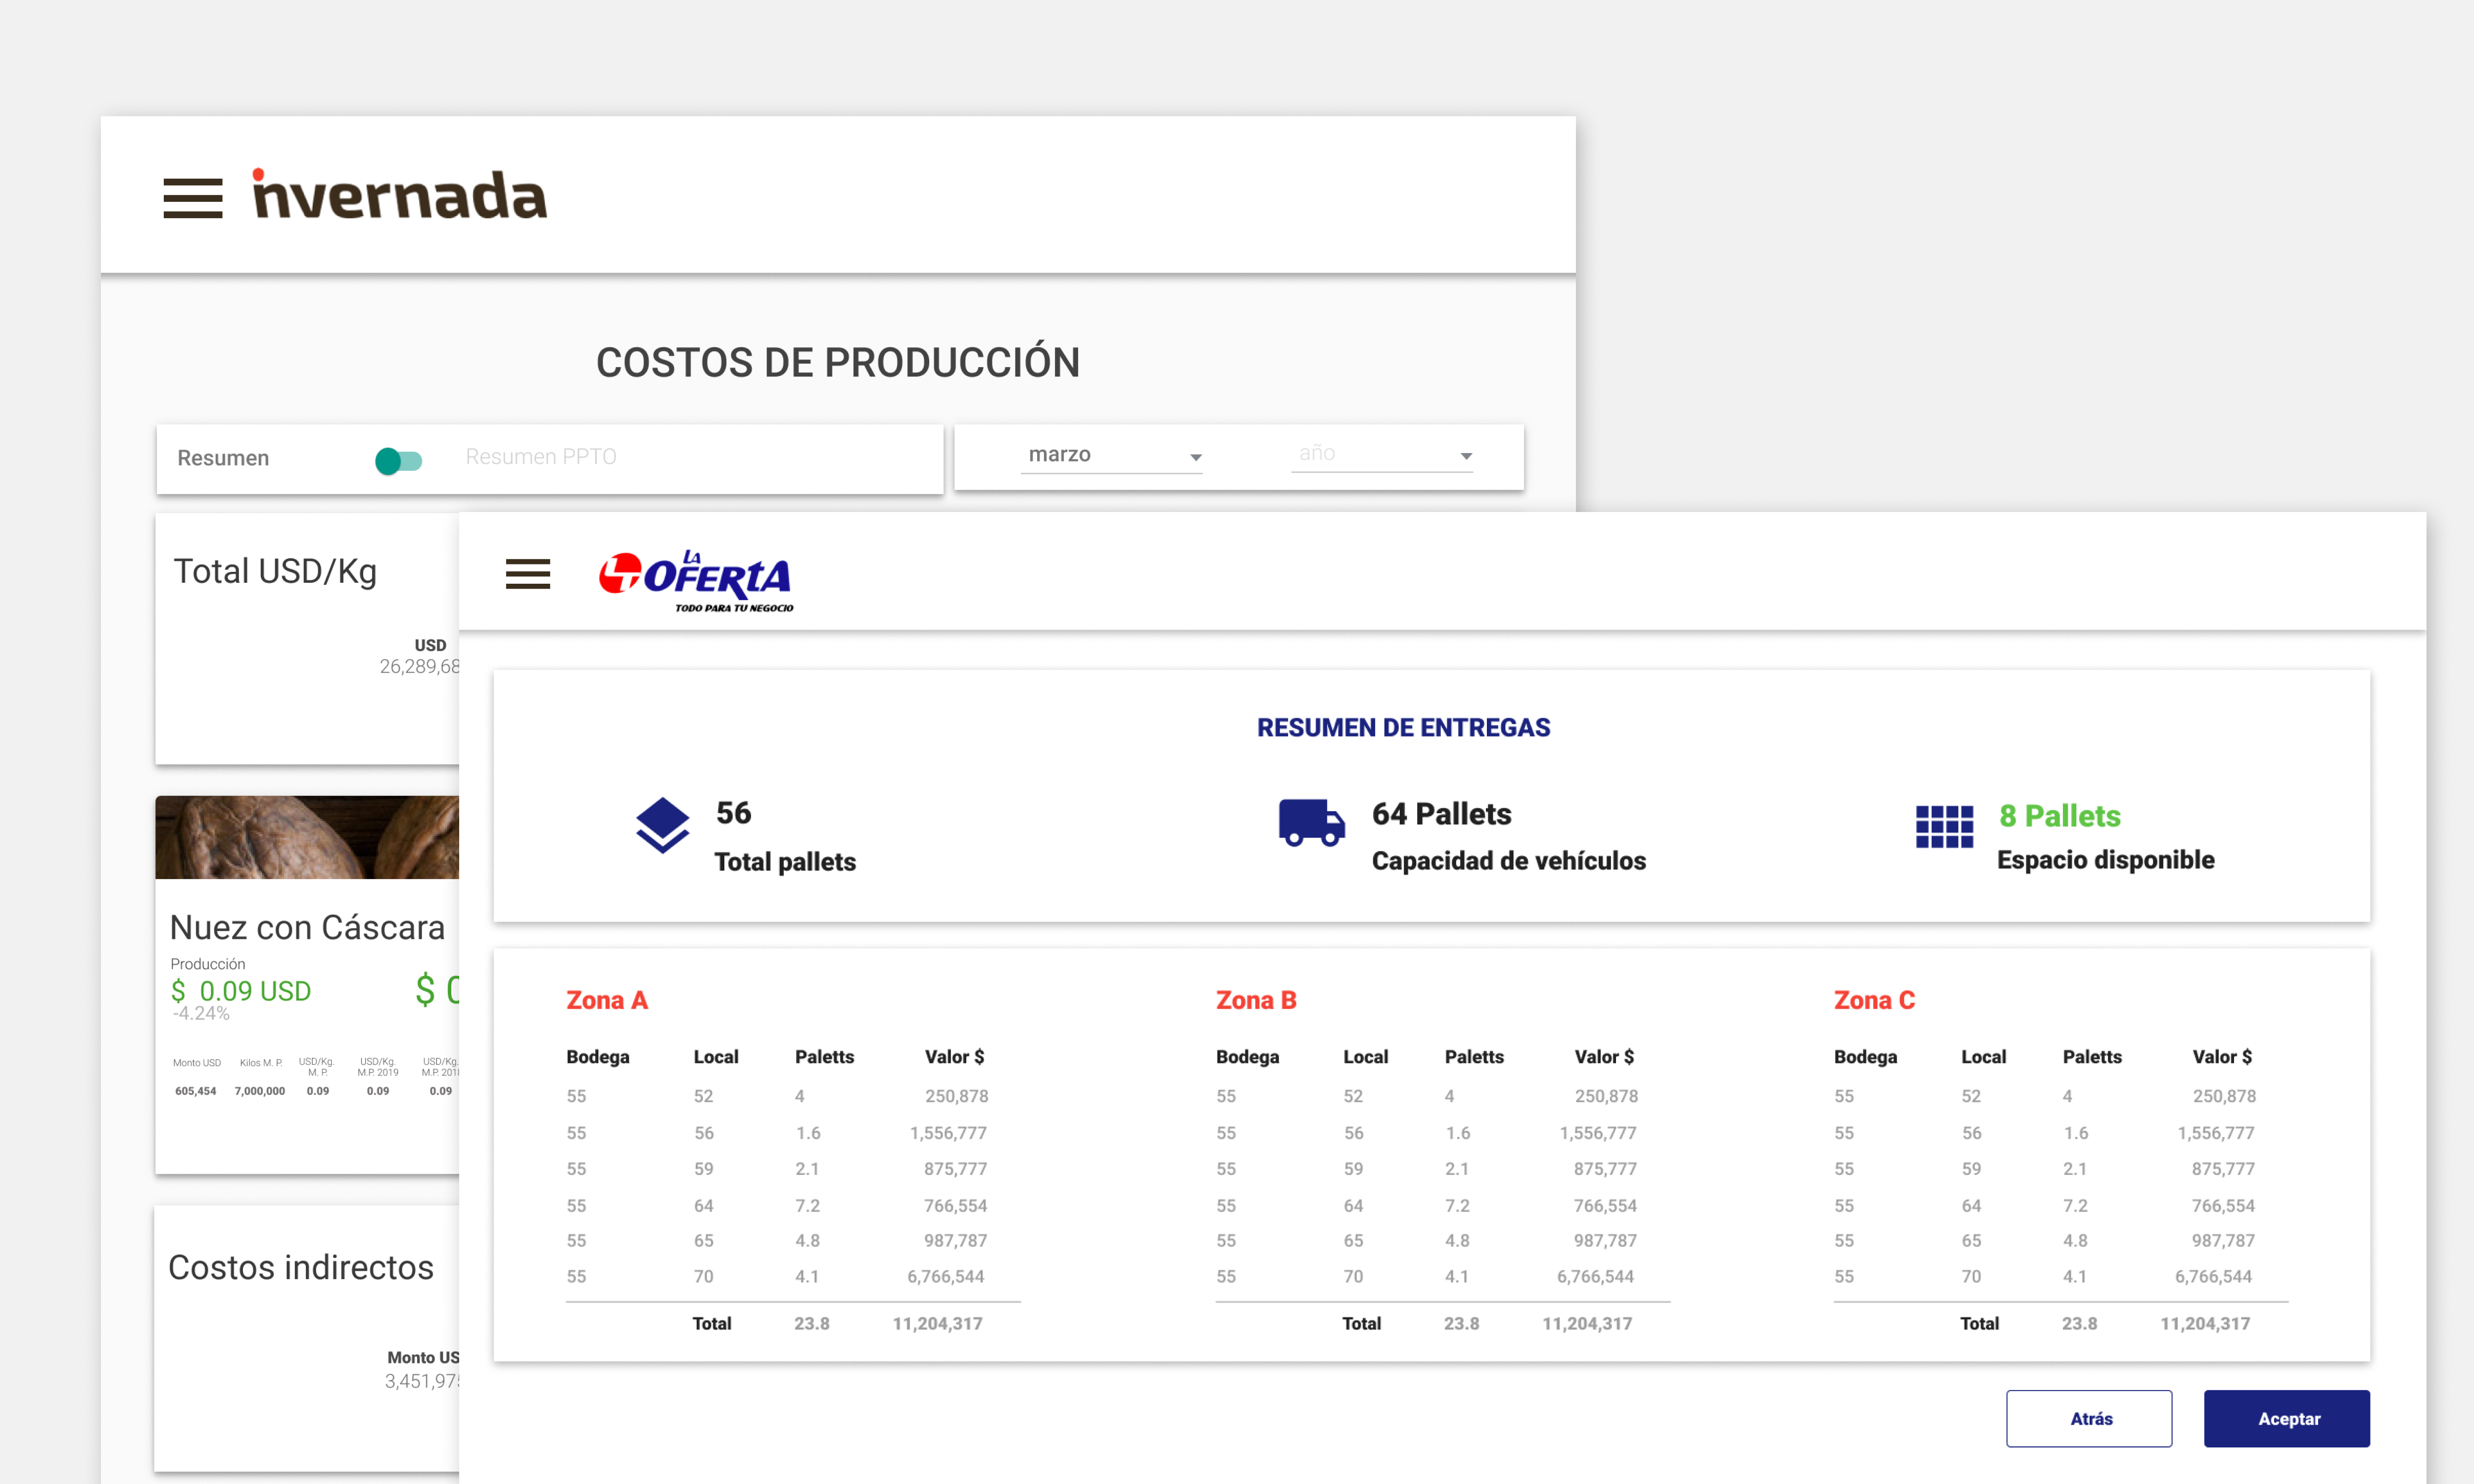 invernada
COSTOS DE PRODUCCIÓN
Resumen Resumen PPTO marzo año
Total USD/Kg
USD
26,289,68
Nuez con Cáscara
Producción
$ 0.09 USD $
-4.24%
Monto USD Kilos M. P. USD/Kg. M. P. USD/Kg. M.P. 2019 USD/Kg. M.P. 201
605,454 7,000,000 0.09 0.09 0.09
Costos indirectos
Monto US
3,451,97
LA
OFERtA
TODO PARA TU NEGOCIO
RESUMEN DE ENTREGAS
56
Total pallets
64 Pallets
Capacidad de vehículos
8 Pallets
Espacio disponible
Zona A
Bodega Local Paletts Valor $
55 52 4 250,878
55 56 1.6 1,556,777
55 59 2.1 875,777
55 64 7.2 766,554
55 65 4.8 987,787
55 70 4.1 6,766,544
Total 23.8 11,204,317
Zona B
Bodega Local Paletts Valor $
55 52 4 250,878
55 56 1.6 1,556,777
55 59 2.1 875,777
55 64 7.2 766,554
55 65 4.8 987,787
55 70 4.1 6,766,544
Total 23.8 11,204,317
Zona C
Bodega Local Paletts Valor $
55 52 4 250,878
55 56 1.6 1,556,777
55 59 2.1 875,777
55 64 7.2 766,554
55 65 4.8 987,787
55 70 4.1 6,766,544
Total 23.8 11,204,317
Atrás Aceptar